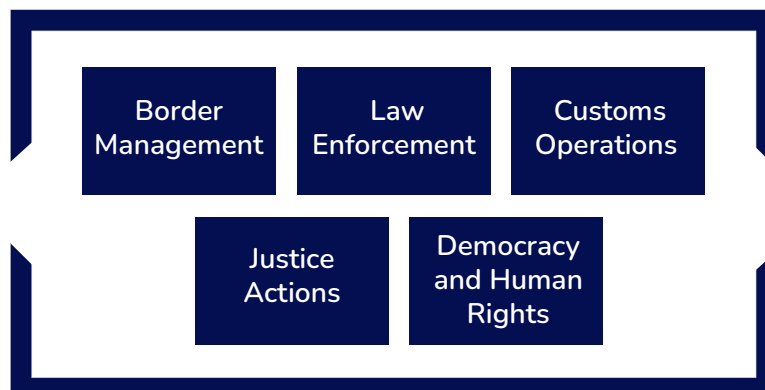 Border
Management
Law
Enforcement
Customs
Operations
Justice
Actions
Democracy
and Human
Rights